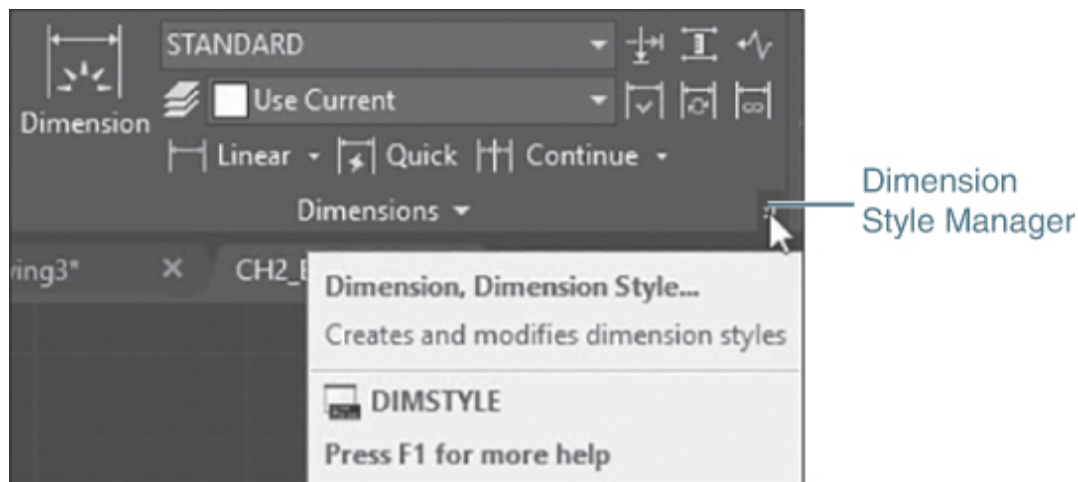 STANDARD
Use Current
Dimension
Linear
Quick
Continue
Dimensions
Dimension
Style Manager
ving3*
CH2_
Dimension, Dimension Style...
Creates and modifies dimension styles
DIMSTYLE
Press F1 for more help